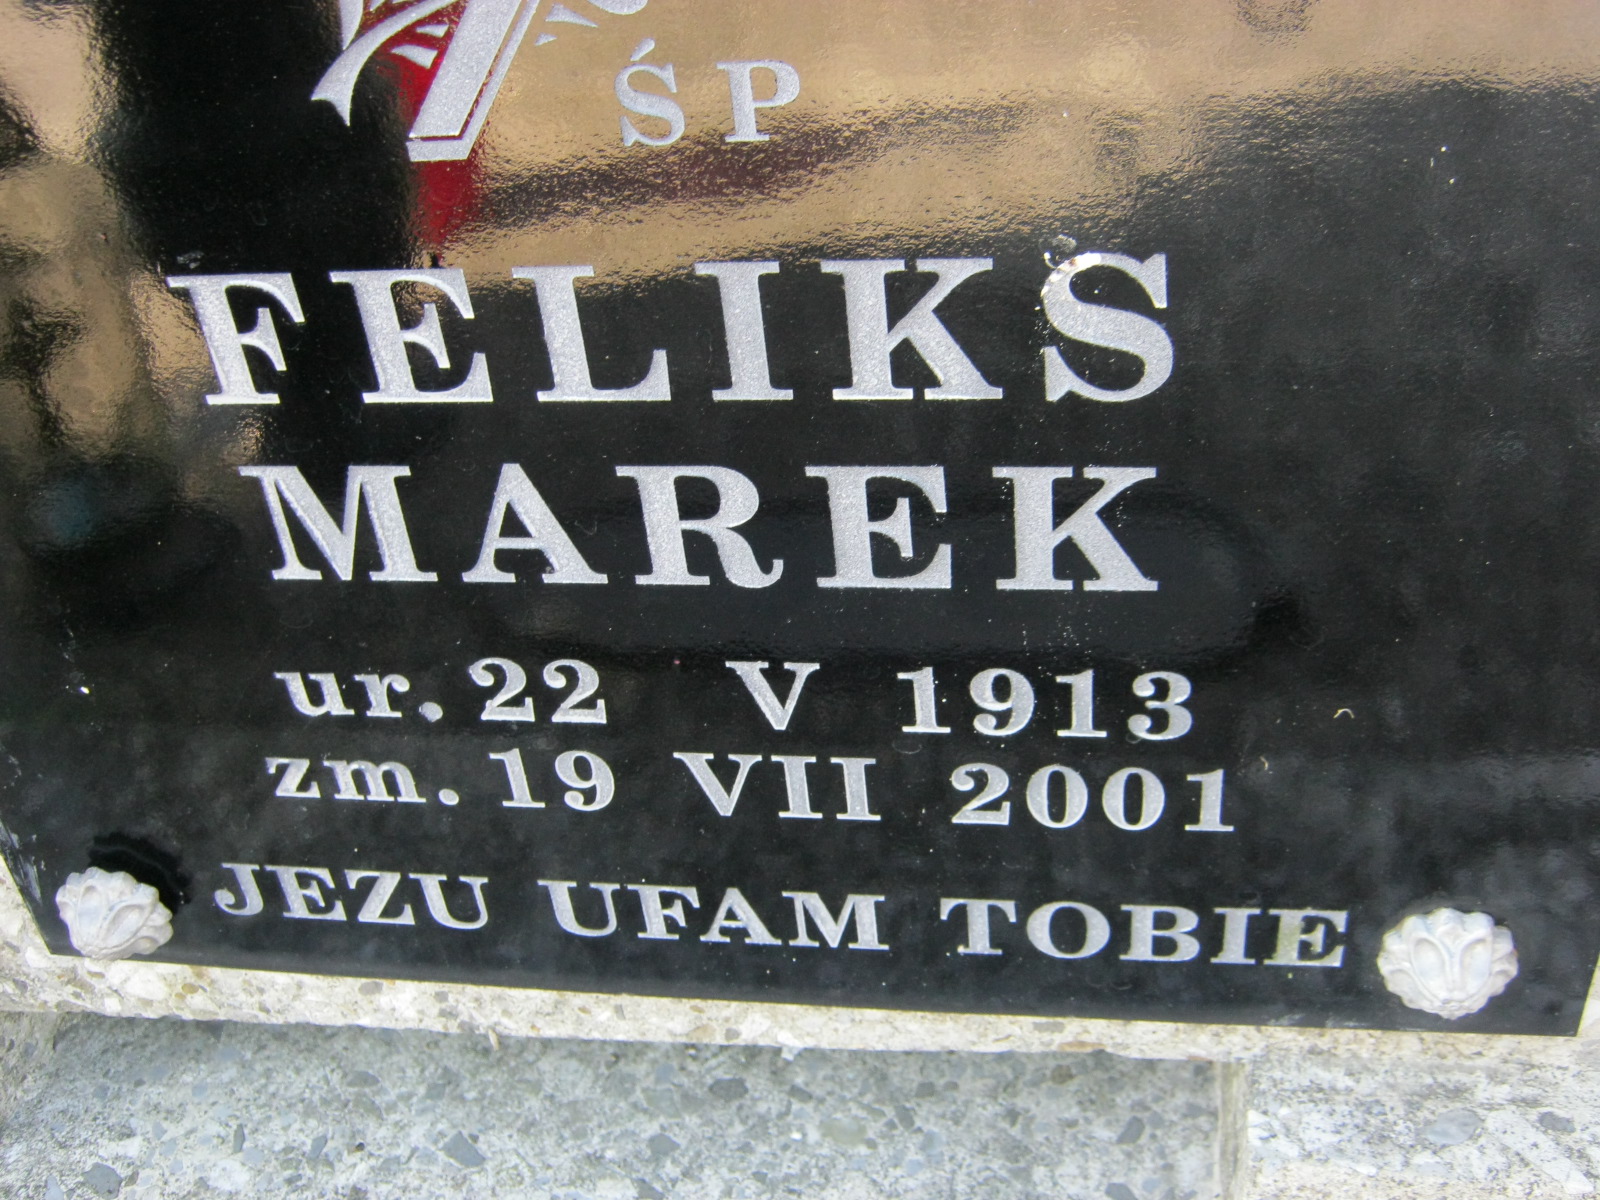 ŚP
FELIKS
MAREK
ur. 22 V 1913
zm. 19 VII 2001
JEZU UFAM TOBIE